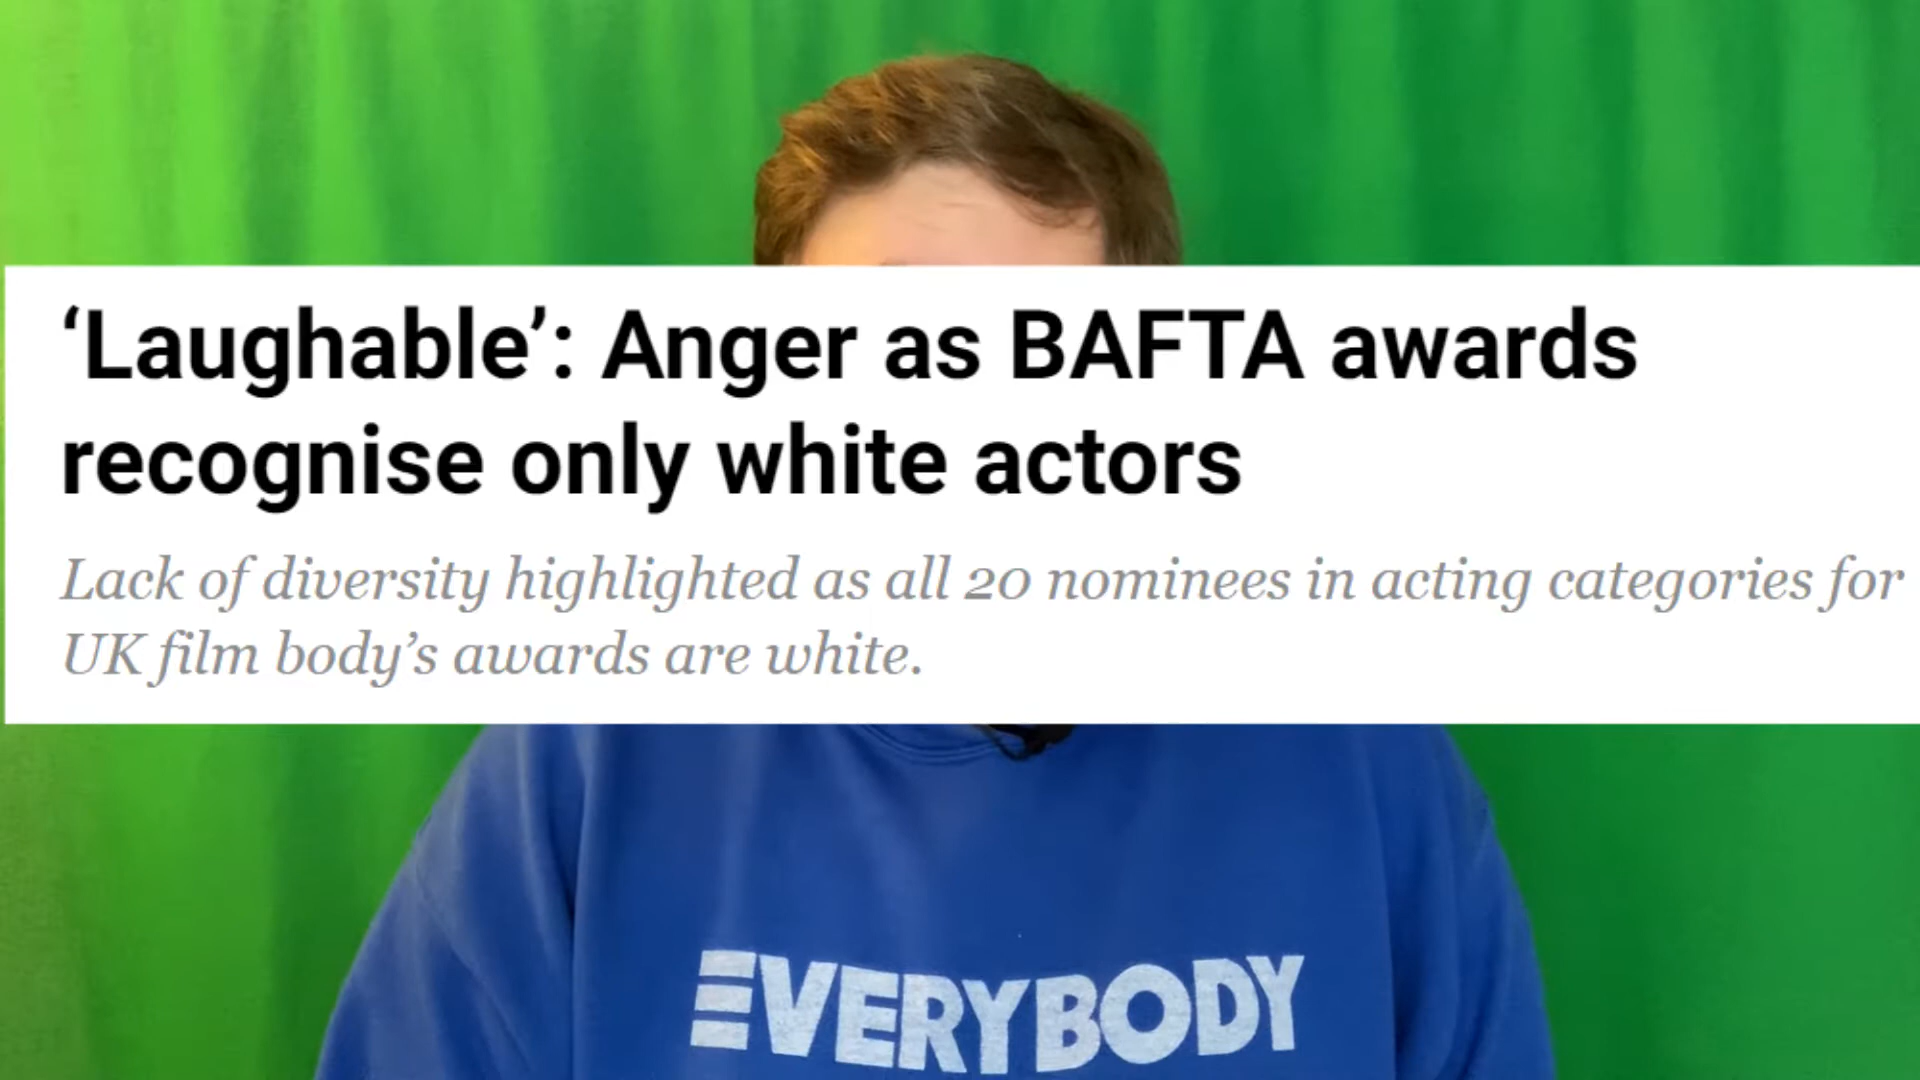 ‘Laughable’: Anger as BAFTA awards
recognise only white actors
Lack of diversity highlighted as all 20 nominees in acting categories for
UK film body’s awards are white.
EVERYBODY